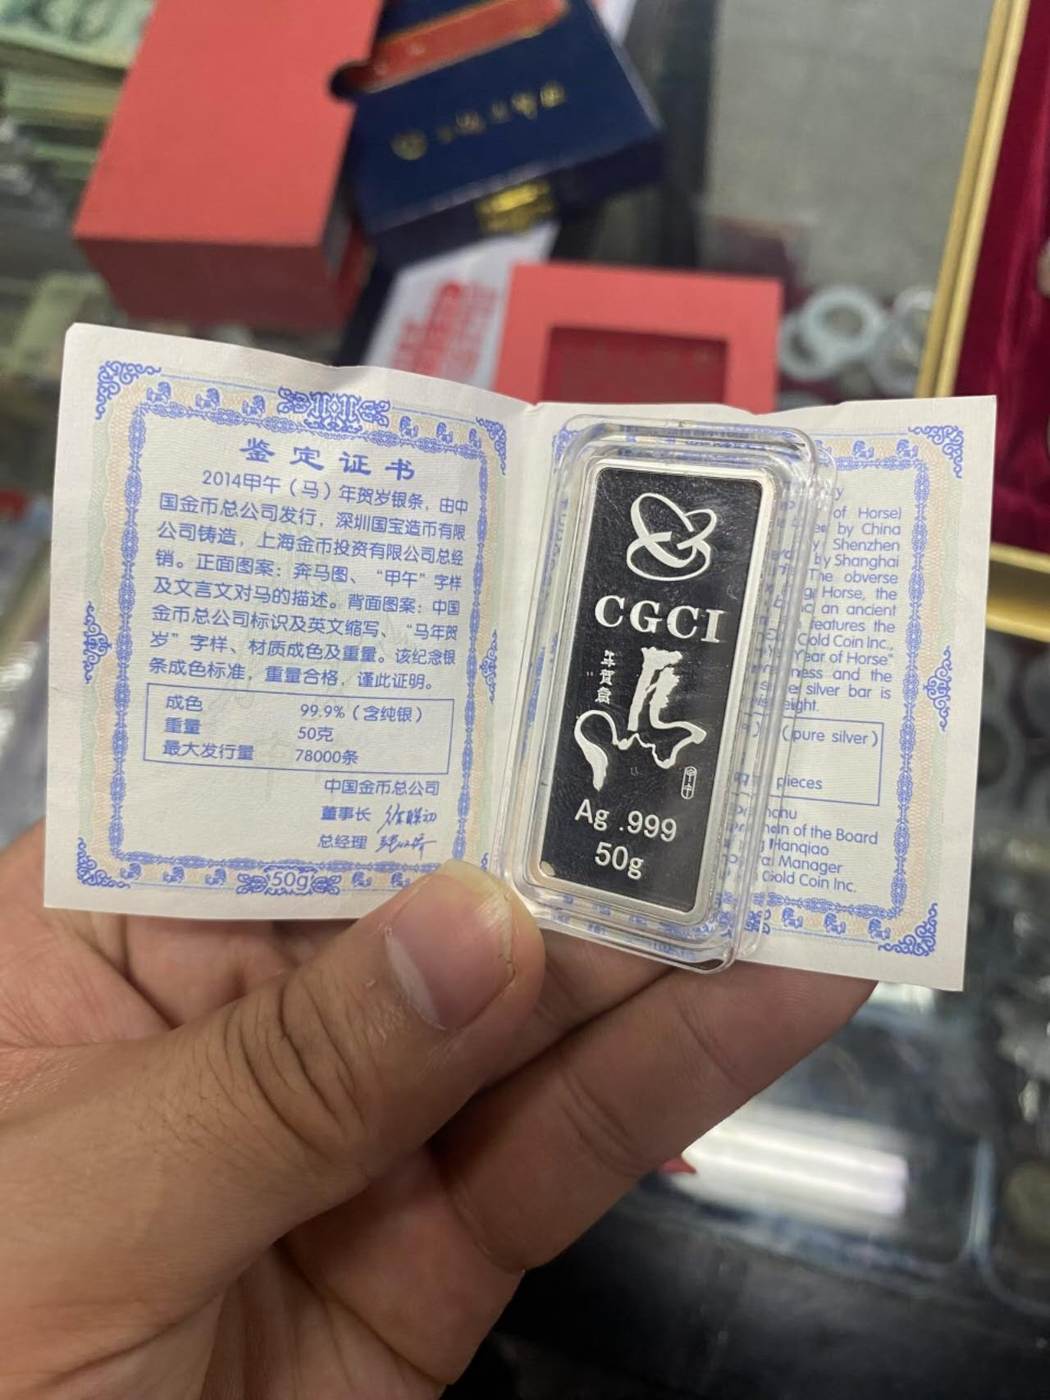 鉴定证书
2014甲午（马）年贺岁银条，由中
国金币总公司发行，深圳国宝造币有限
公司铸造，上海金币投资有限公司总经
销。正面图案：奔马图、“甲午”字样
及文言文对马的描述。背面图案：中国
金币总公司标识及英文缩写、“马年贺
岁”字样、材质成色及重量。该纪念银
条成色标准，重量合格，谨此证明。
成色 99.9%（含纯银）
重量 50克
最大发行量 78000条
中国金币总公司
董事长
总经理
50g
CGCI
年贺岁
Ag .999
50g
of Horse)
by China
Shenzhen
by Shanghai
The obverse
Horse, the
an ancient
features the
Gold Coin Inc.,
Year of Horse"
ness and the
silver bar is
(pure silver)
pieces
of the Board
Hanqiao
Manager
Gold Coin Inc.